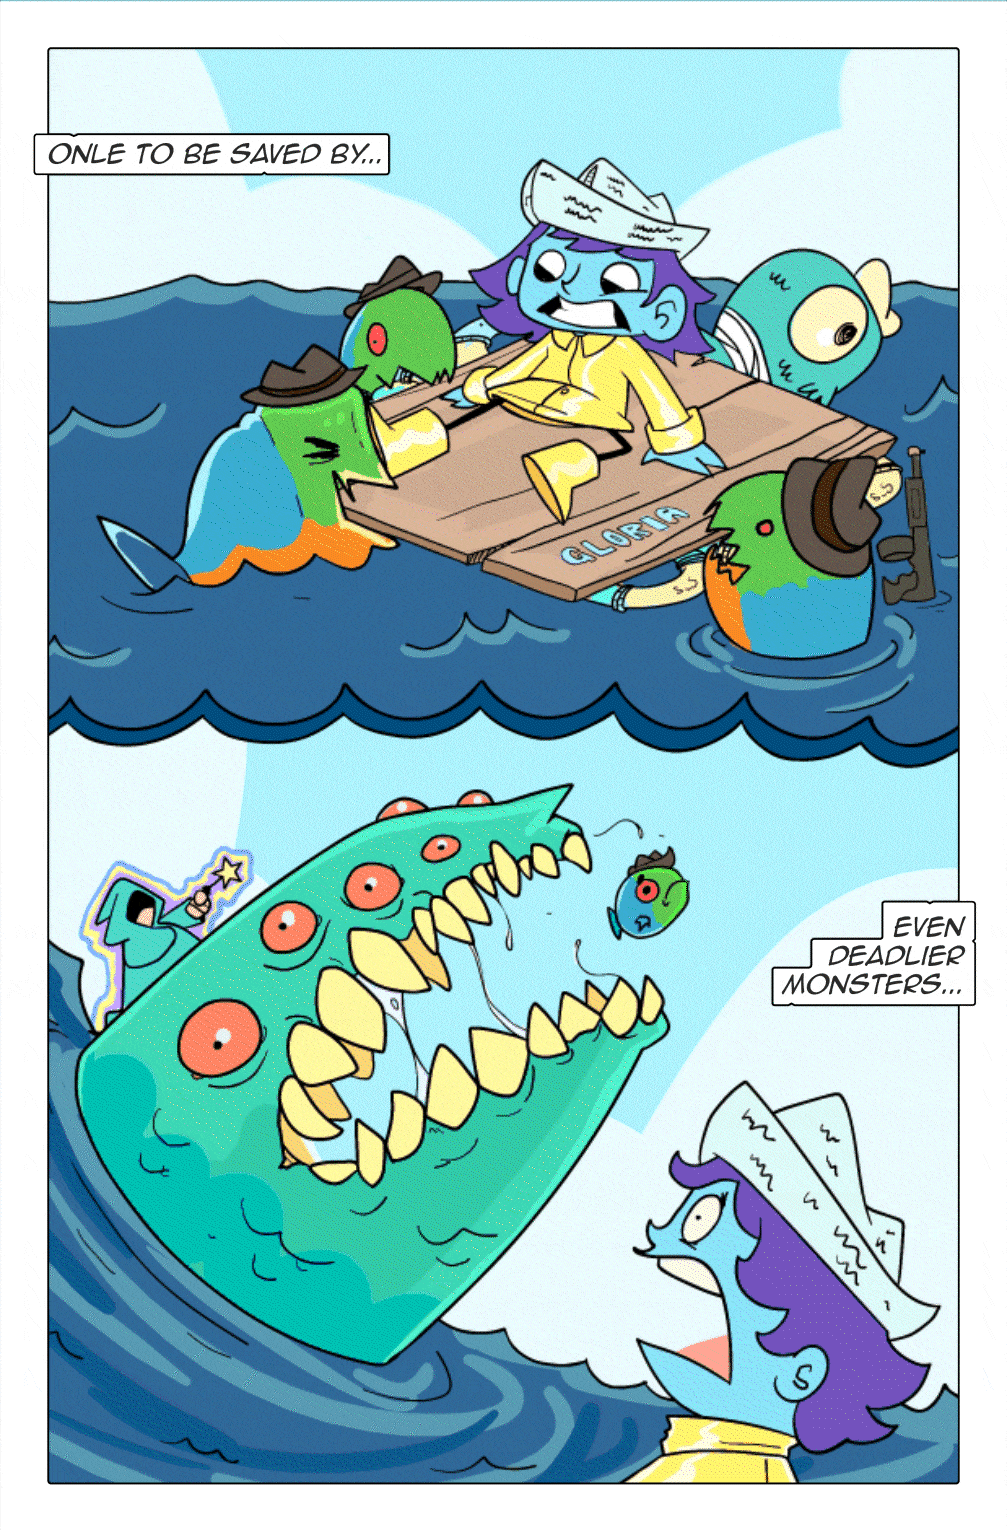 ONLE TO BE SAVED BY...
GLORIA
EVEN
DEADLIER
MONSTERS...